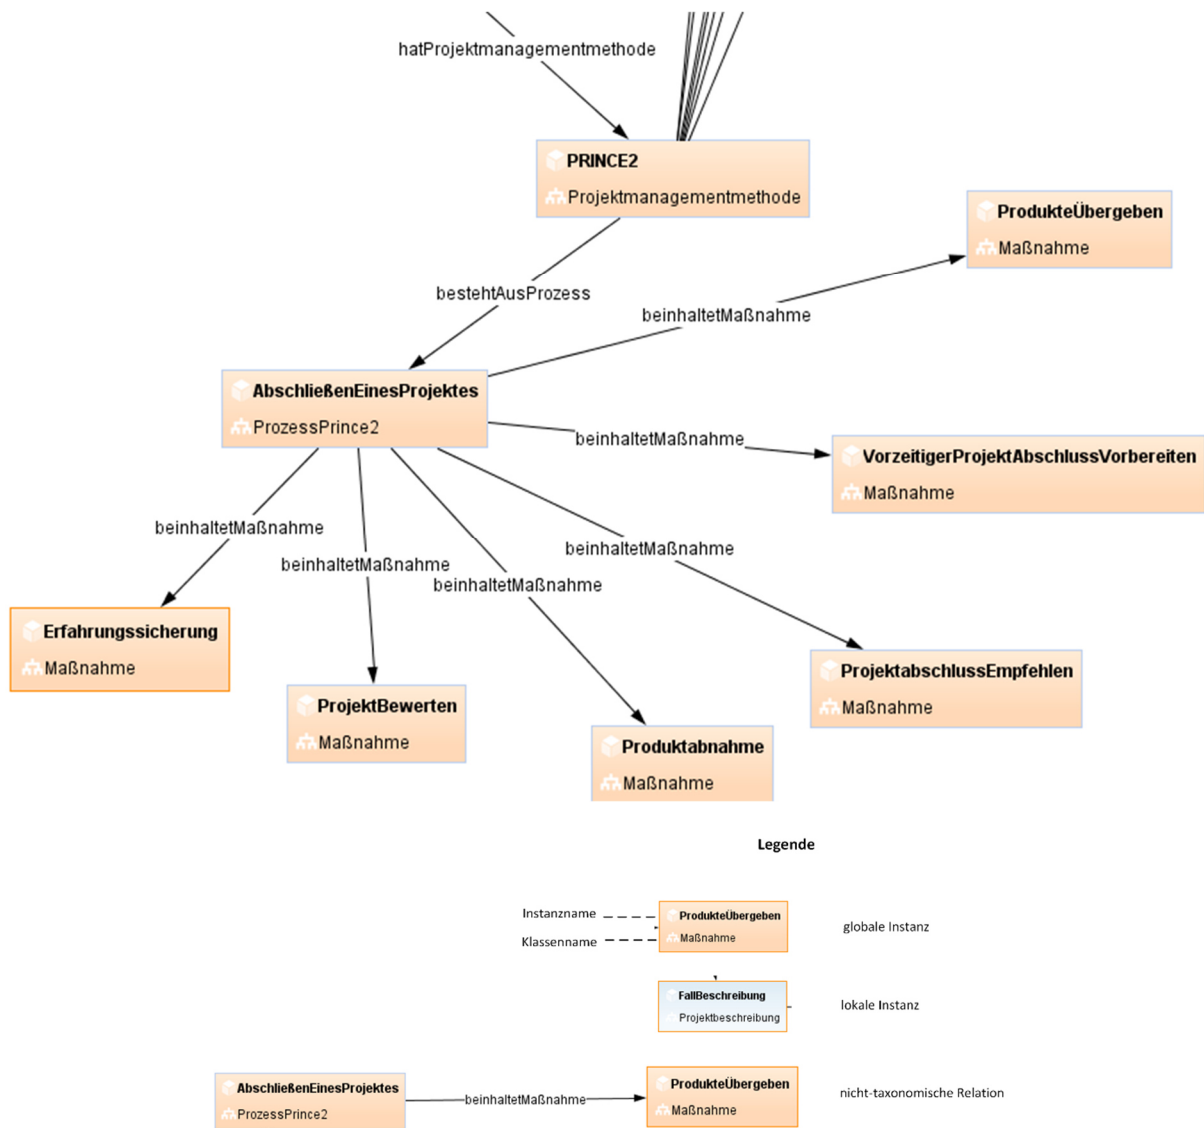 hatProjektmanagementmethode
PRINCE2
Projektmanagementmethode
ProdukteÜbergeben
Maßnahme
bestehtAusProzess
beinhaltetMaßnahme
AbschließenEinesProjektes
ProzessPrince2
beinhaltetMaßnahme
VorzeitigerProjektAbschlussVorbereiten
Maßnahme
beinhaltetMaßnahme
beinhaltetMaßnahme
beinhaltetMaßnahme
beinhaltetMaßnahme
Erfahrungssicherung
Maßnahme
ProjektabschlussEmpfehlen
Maßnahme
ProjektBewerten
Maßnahme
Produktabnahme
Maßnahme
Legende
Instanzname
Klassenname
ProdukteÜbergeben
Maßnahme
globale Instanz
FallBeschreibung
Projektbeschreibung
lokale Instanz
AbschließenEinesProjektes
ProzessPrince2
beinhaltetMaßnahme
ProdukteÜbergeben
Maßnahme
nicht-taxonomische Relation